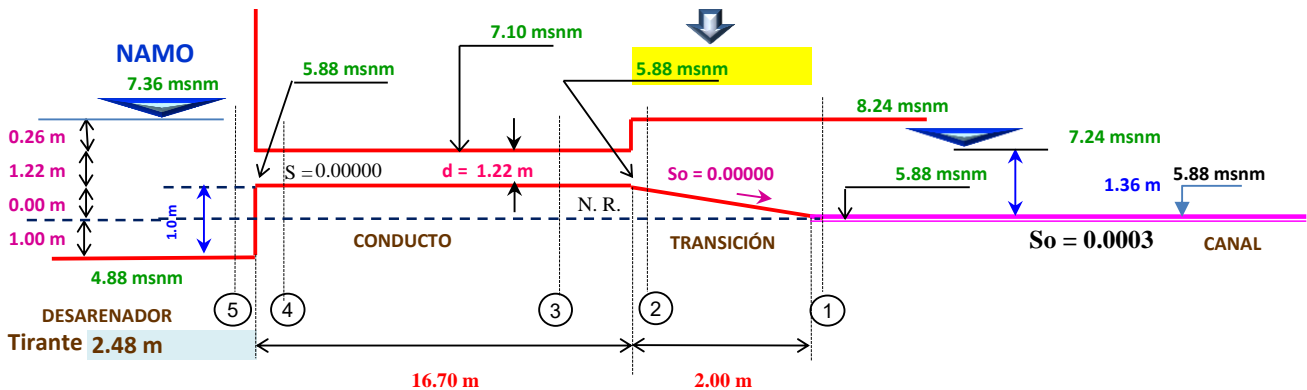 NAMO
7.36 msnm
5.88 msnm
7.10 msnm
5.88 msnm
8.24 msnm
7.24 msnm
0.26 m
1.22 m
0.00 m
1.00 m
1.0 m
S = 0.00000
d = 1.22 m
So = 0.00000
5.88 msnm
1.36 m
5.88 msnm
N. R.
CONDUCTO
TRANSICIÓN
So = 0.0003
CANAL
4.88 msnm
5
4
3
2
1
DESARENADOR
Tirante 2.48 m
16.70 m
2.00 m